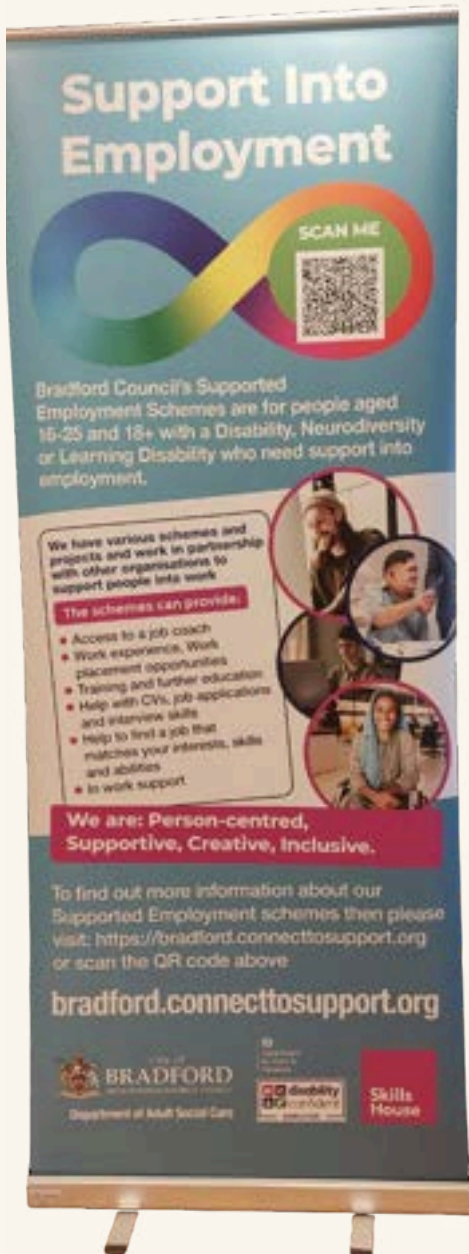 Support Into
Employment
SCAN ME
Bradford Council's Supported
Employment Schemes are for people aged
16-25 and 18+ with a Disability, Neurodiversity
or Learning Disability who need support into
employment.
We have various schemes and
projects and work in partnership
with other organisations to
support people into work
The schemes can provide:
Access to a job coach
Work experience, Work
placement opportunities
Training and further education
Help with CVs, job applications
and interview skills
Help to find a job that
matches your interests, skills
and abilities
In work support
We are: Person-centred,
Supportive, Creative, Inclusive.
To find out more information about our
Supported Employment schemes then please
visit: https://bradford.connecttosupport.org
or scan the QR code above
bradford.connecttosupport.org
CITY OF
BRADFORD
Department of Adult Social Care
disability
confident
Skills
House